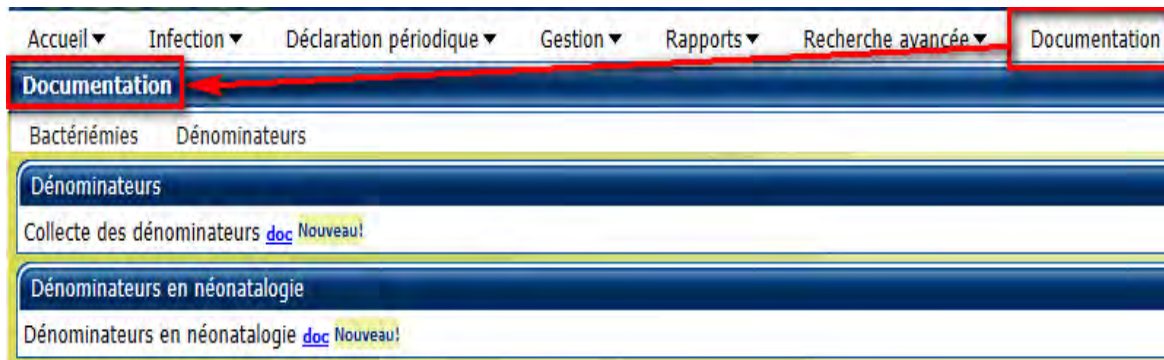 Accueil ▾ Infection ▾ Déclaration périodique ▾ Gestion ▾ Rapports ▾ Recherche avancée ▾ Documentation
Documentation
Bactériémies Dénominateurs
Dénominateurs
Collecte des dénominateurs doc Nouveau!
Dénominateurs en néonatalogie
Dénominateurs en néonatalogie doc Nouveau!